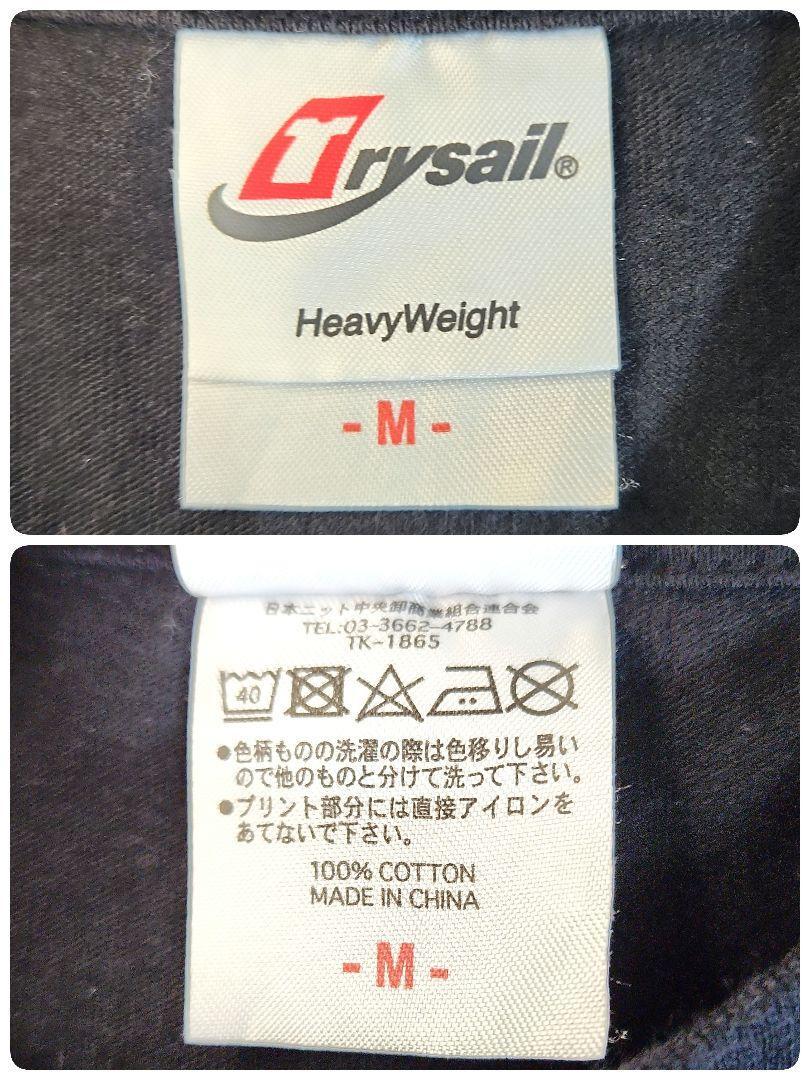 Trysail®
HeavyWeight
- M -
日本ニット中央卸商業組合連合会
TEL:03-3662-4788
TK-1865
40
●色柄ものの洗濯の際は色移りし易い
ので他のものと分けて洗って下さい。
●プリント部分には直接アイロンを
あてないで下さい。
100% COTTON
MADE IN CHINA
- M -